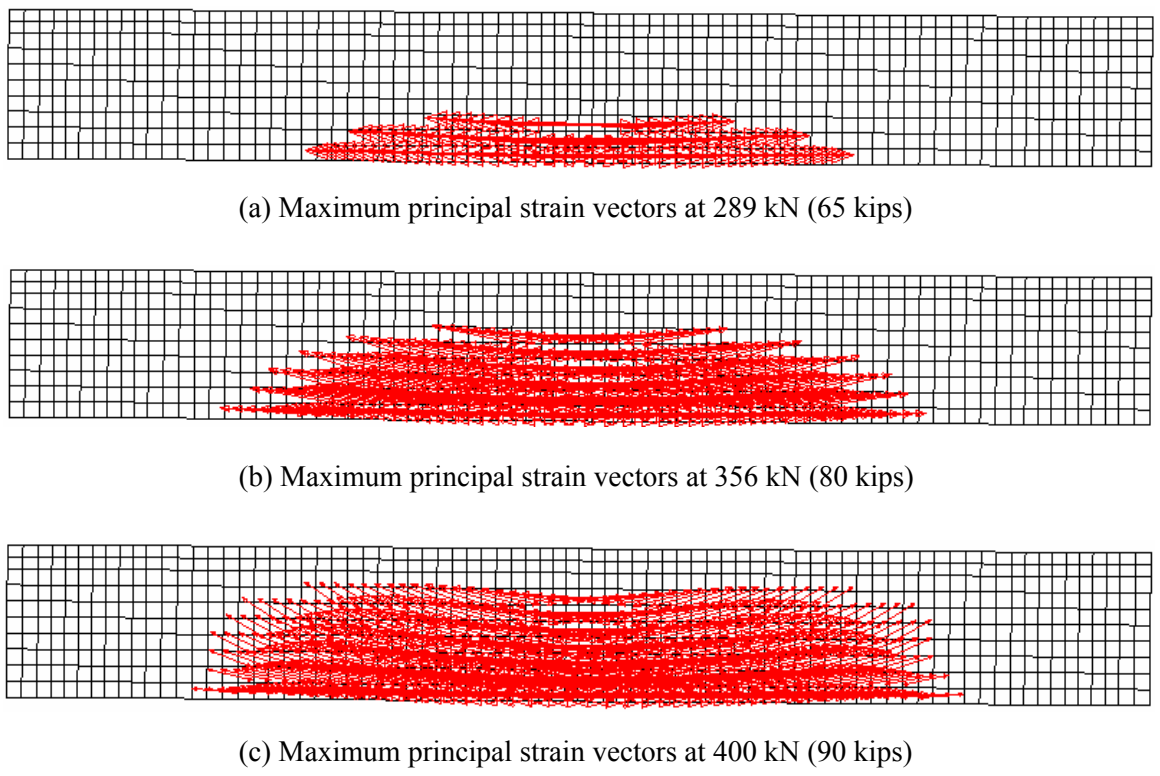 (a) Maximum principal strain vectors at 289 kN (65 kips)
(b) Maximum principal strain vectors at 356 kN (80 kips)
(c) Maximum principal strain vectors at 400 kN (90 kips)